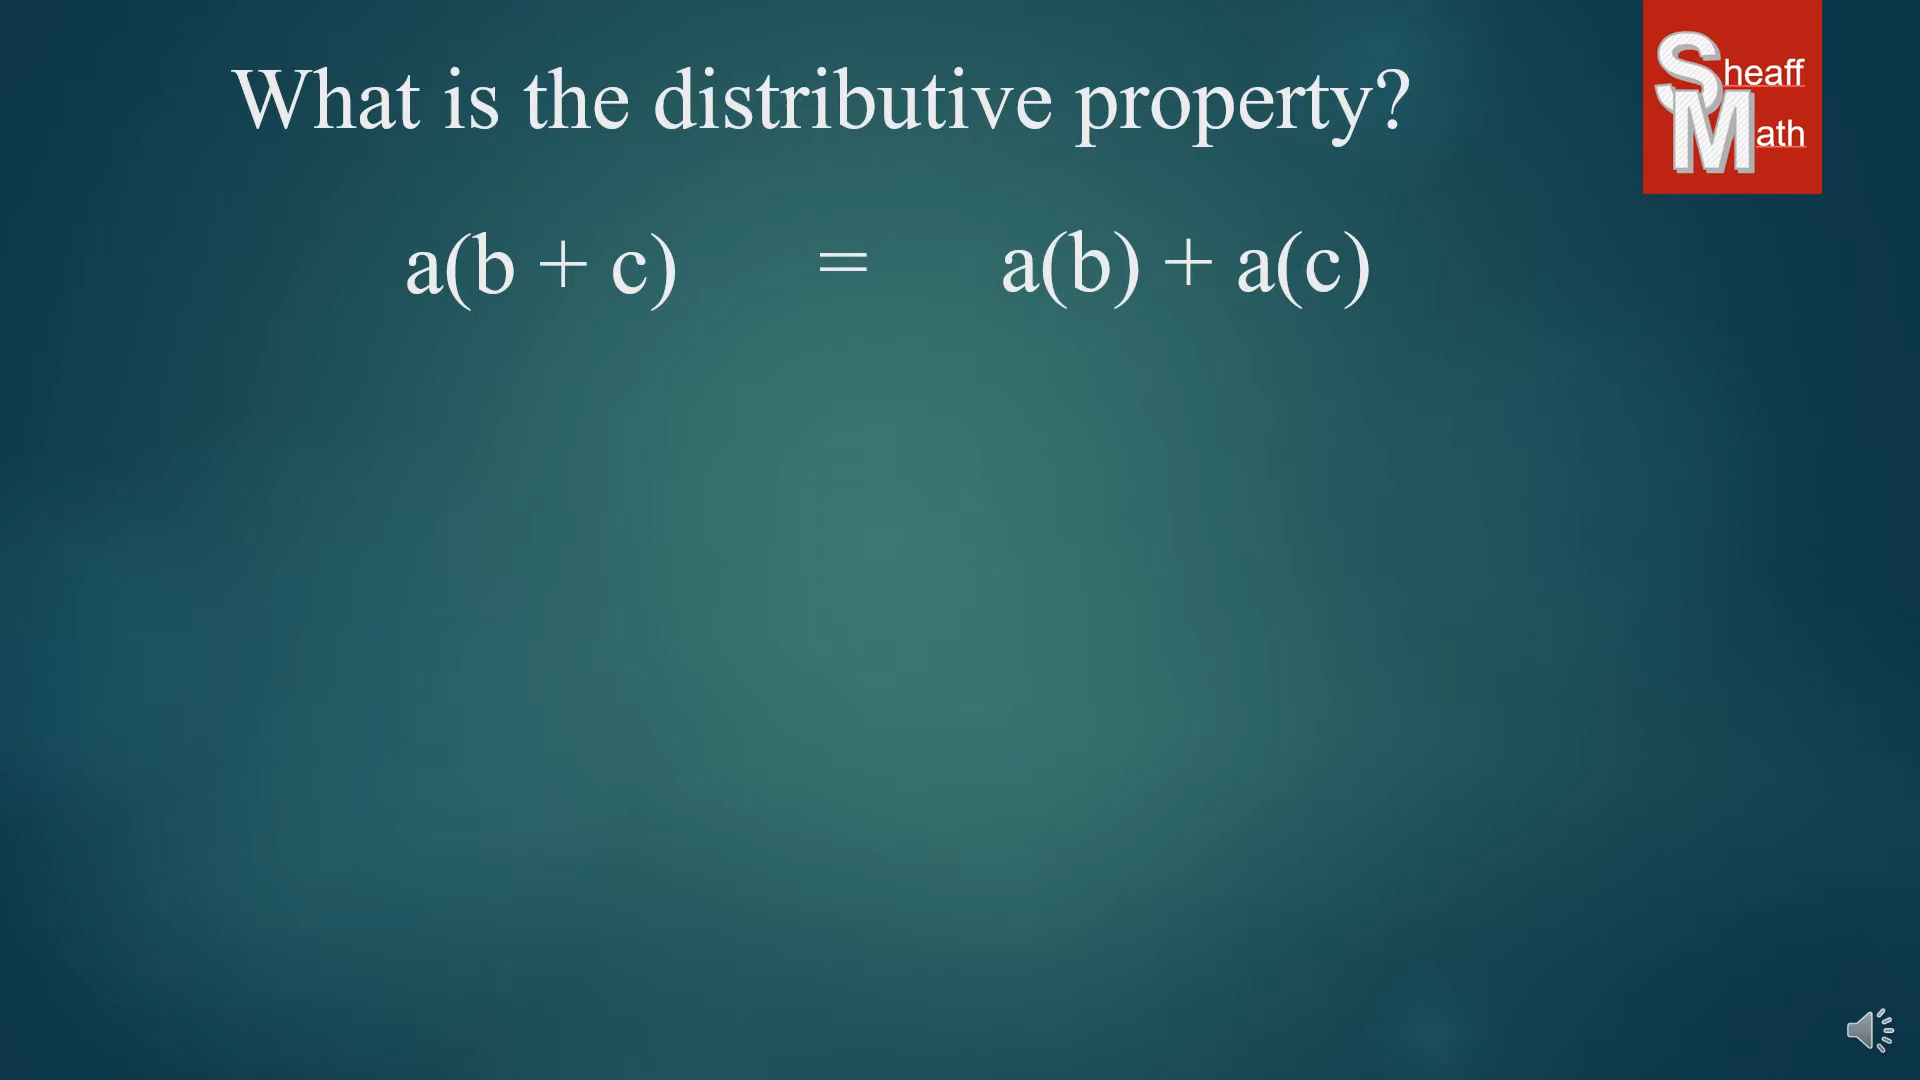 What is the distributive property?
Sheaff
Math
a(b + c) = a(b) + a(c)